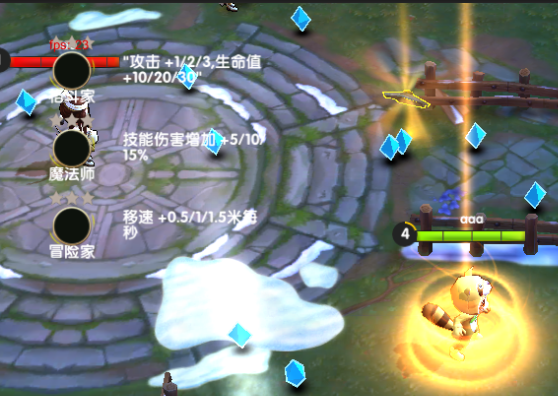 "攻击 +1/2/3,生命值
+10/20/30"
技能伤害增加 +5/10/
15%
魔法师
移速 +0.5/1/1.5米每
秒
冒险家
aaa
4